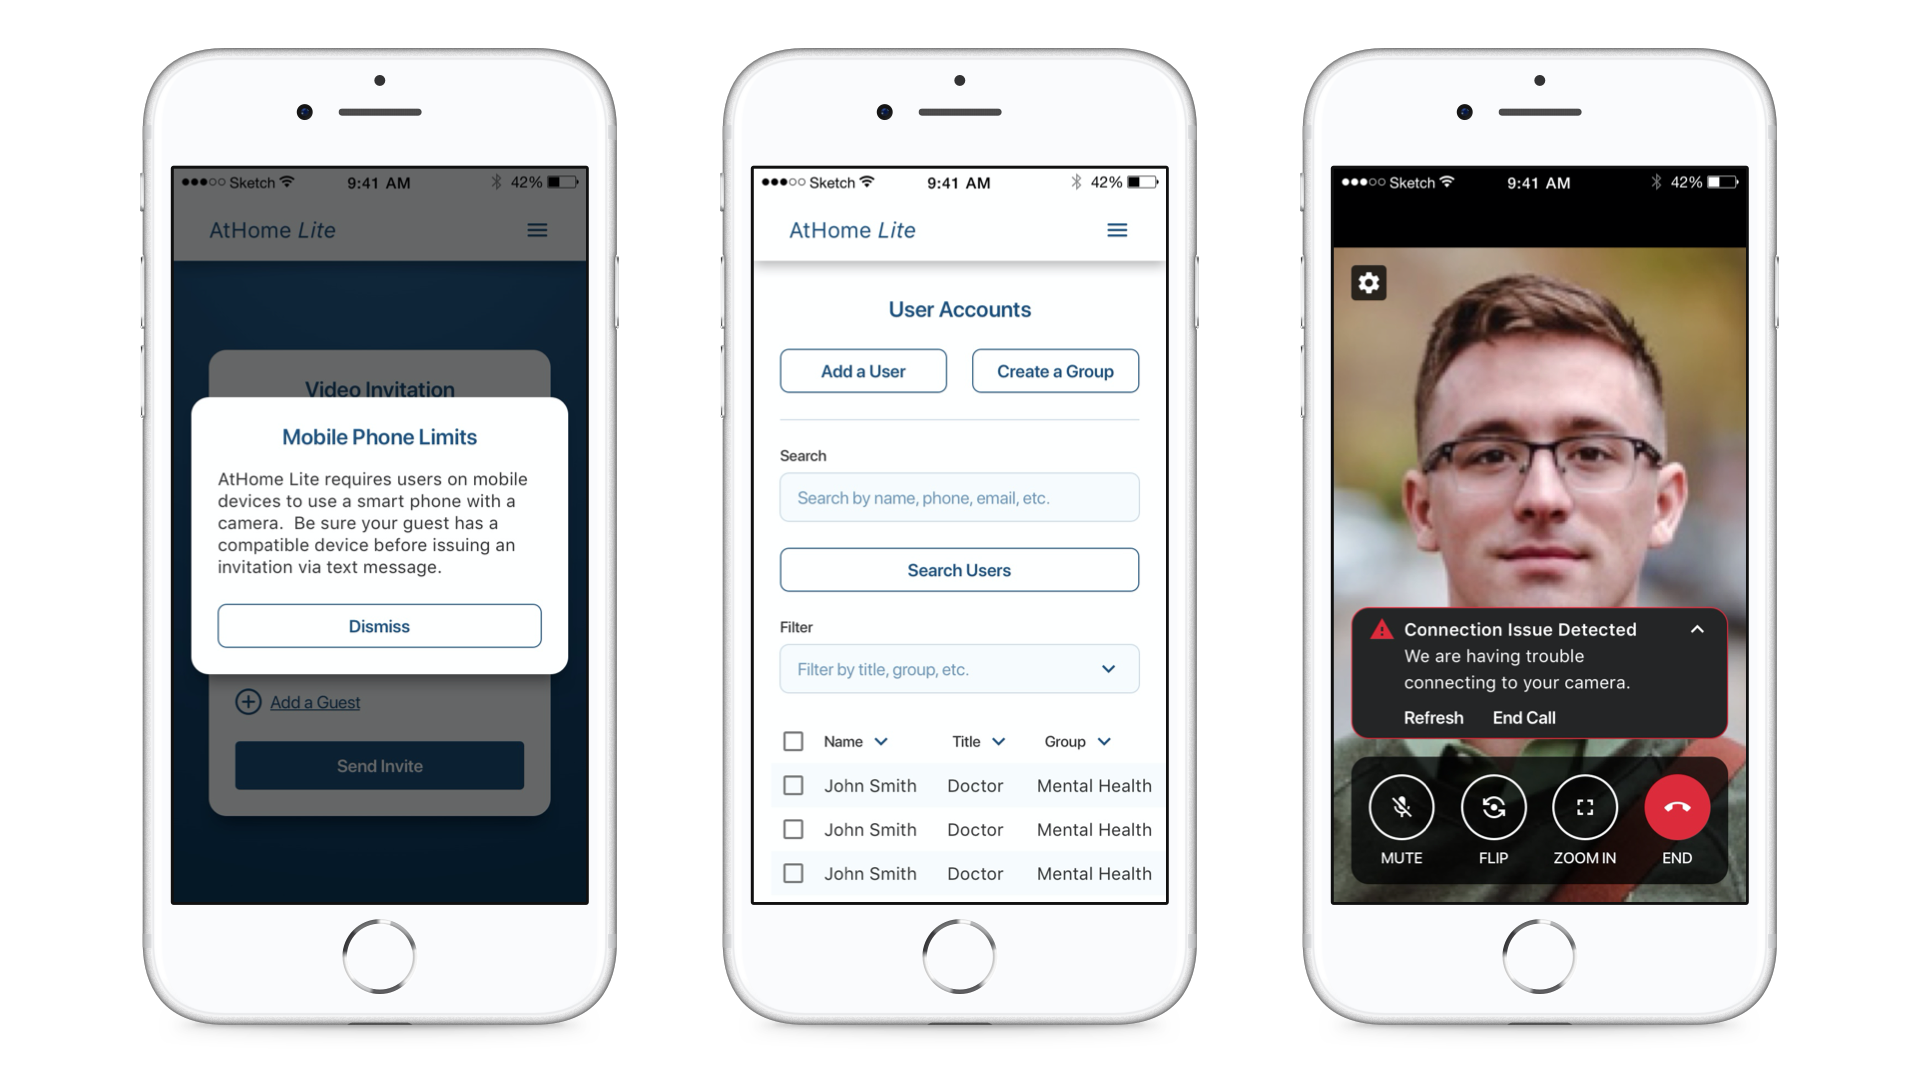 Sketch 9:41 AM 42%
AtHome Lite
Video Invitation
Mobile Phone Limits
AtHome Lite requires users on mobile
devices to use a smart phone with a
camera.  Be sure your guest has a
compatible device before issuing an
invitation via text message.
Dismiss
Add a Guest
Send Invite
Sketch 9:41 AM 42%
AtHome Lite
User Accounts
Add a User Create a Group
Search
Search by name, phone, email, etc.
Search Users
Filter
Filter by title, group, etc.
Name Title Group
John Smith Doctor Mental Health
John Smith Doctor Mental Health
John Smith Doctor Mental Health
Sketch 9:41 AM 42%
Connection Issue Detected
We are having trouble
connecting to your camera.
Refresh End Call
MUTE FLIP ZOOM IN END